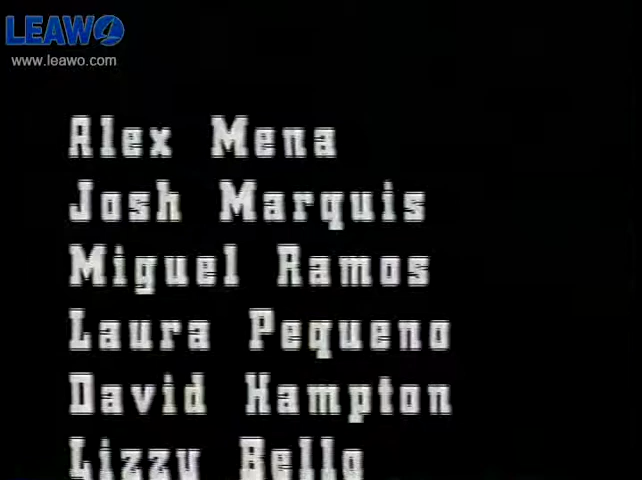 LEAWO
www.leawo.com
Alex Mena
Josh Marquis
Miguel Ramos
Laura Pequeno
David Hampton
Lizzy Bello